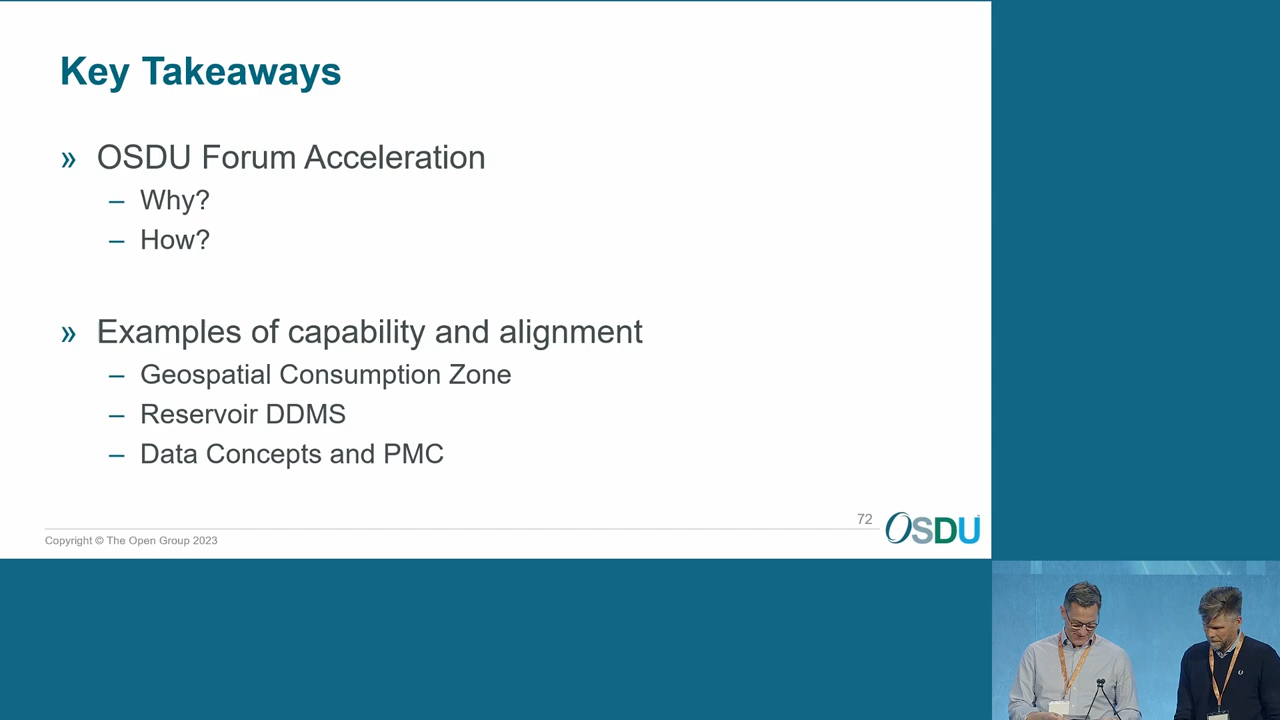 Key Takeaways
» OSDU Forum Acceleration
– Why?
– How?
» Examples of capability and alignment
– Geospatial Consumption Zone
– Reservoir DDMS
– Data Concepts and PMC
72
OSDU
Copyright © The Open Group 2023